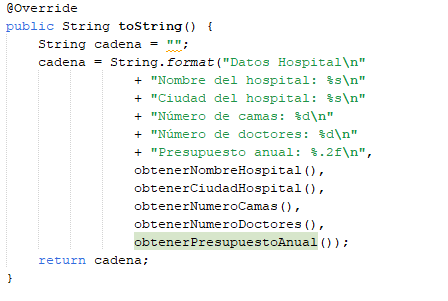 @Override
public String toString() {
    String cadena = "";
    cadena = String.format("Datos Hospital\n"
            + "Nombre del hospital: %s\n"
            + "Ciudad del hospital: %s\n"
            + "Número de camas: %d\n"
            + "Número de doctores: %d\n"
            + "Presupuesto anual: %.2f\n",
            obtenerNombreHospital(),
            obtenerCiudadHospital(),
            obtenerNumeroCamas(),
            obtenerNumeroDoctores(),
            obtenerPresupuestoAnual());
    return cadena;
}